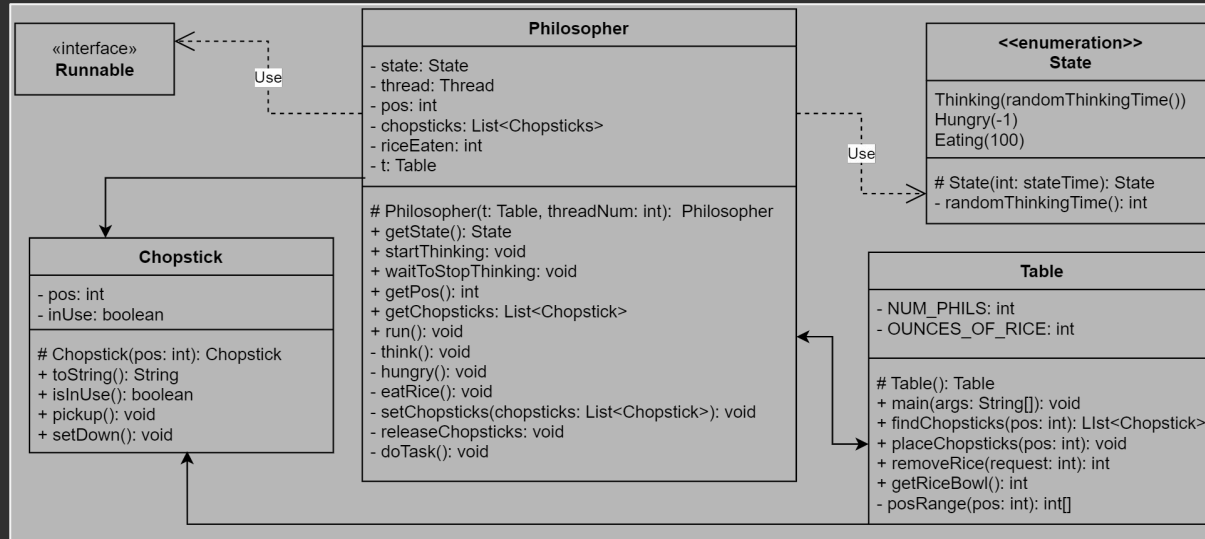 «interface»
Runnable
Use
Philosopher
- state: State
- thread: Thread
- pos: int
- chopsticks: List<Chopsticks>
- riceEaten: int
- t: Table
# Philosopher(t: Table, threadNum: int):  Philosopher
+ getState(): State
+ startThinking: void
+ waitToStopThinking: void
+ getPos(): int
+ getChopsticks: List<Chopstick>
+ run(): void
- think(): void
- hungry(): void
- eatRice(): void
- setChopsticks(chopsticks: List<Chopstick>): void
- releaseChopsticks: void
- doTask(): void
Use
<<enumeration>>
State
Thinking(randomThinkingTime())
Hungry(-1)
Eating(100)
# State(int: stateTime): State
- randomThinkingTime(): int
Chopstick
- pos: int
- inUse: boolean
# Chopstick(pos: int): Chopstick
+ toString(): String
+ isInUse(): boolean
+ pickup(): void
+ setDown(): void
Table
- NUM_PHILS: int
- OUNCES_OF_RICE: int
# Table(): Table
+ main(args: String[]): void
+ findChopsticks(pos: int): LIst<Chopstick>
+ placeChopsticks(pos: int): void
+ removeRice(request: int): int
+ getRiceBowl(): int
- posRange(pos: int): int[]